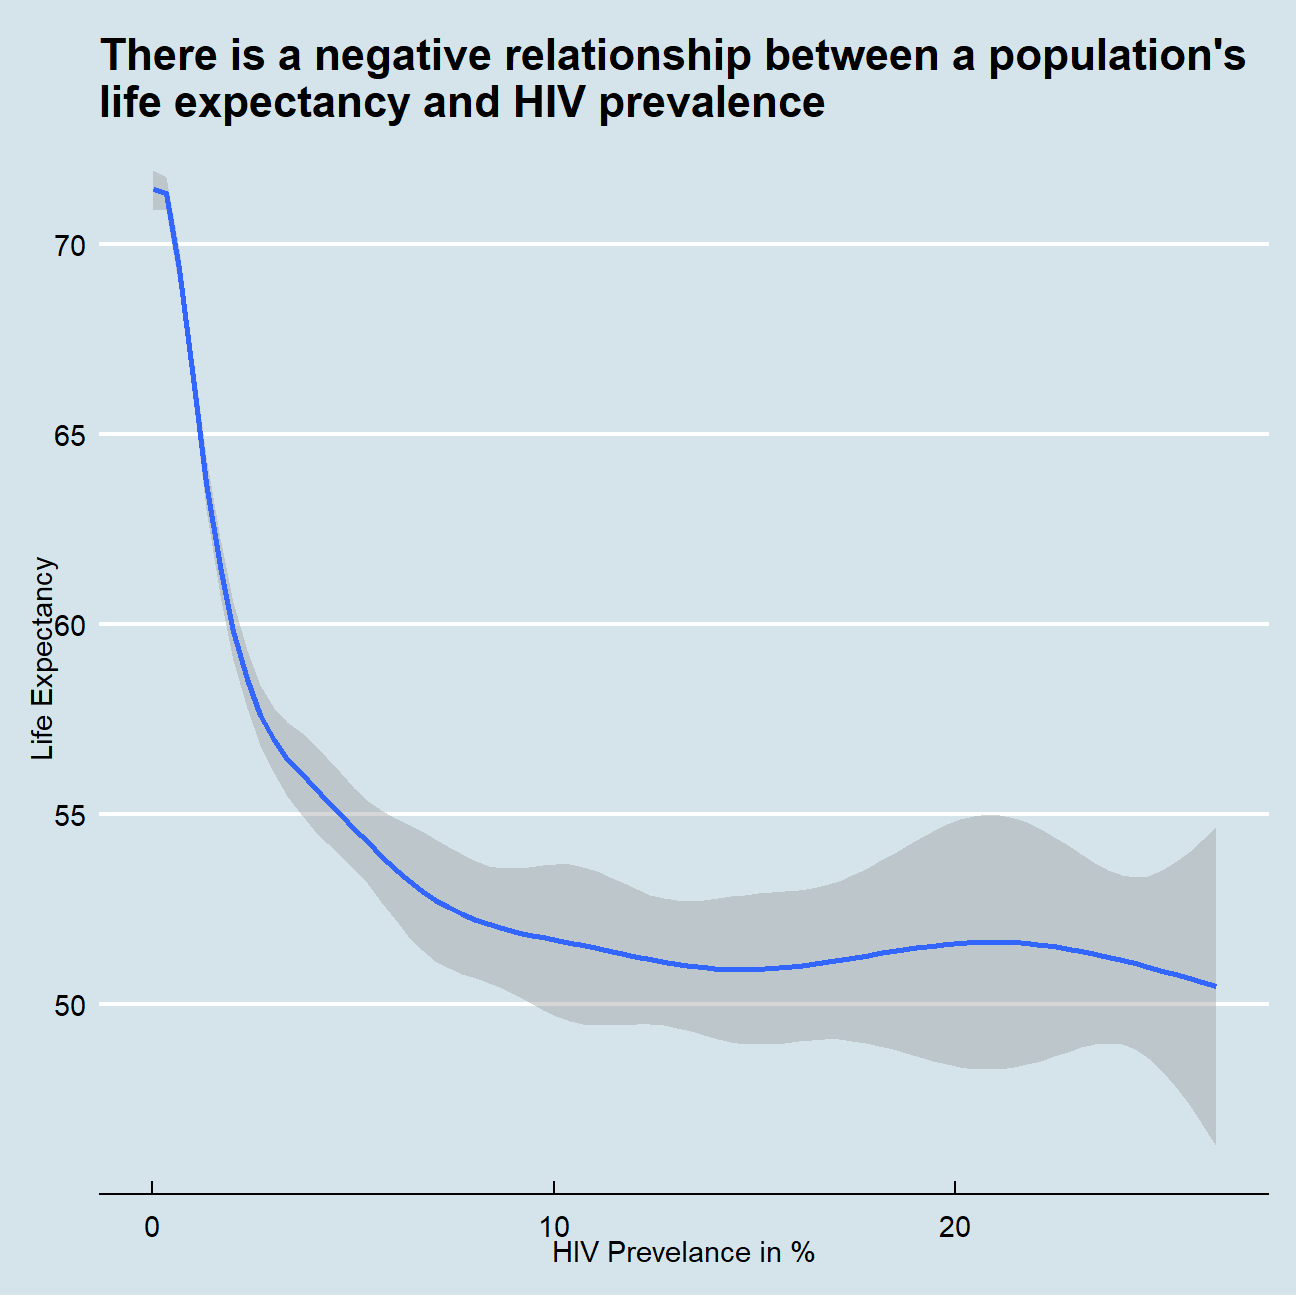 There is a negative relationship between a population's
life expectancy and HIV prevalence
70
65
60
55
50
Life Expectancy
0 10 20
HIV Prevelance in %